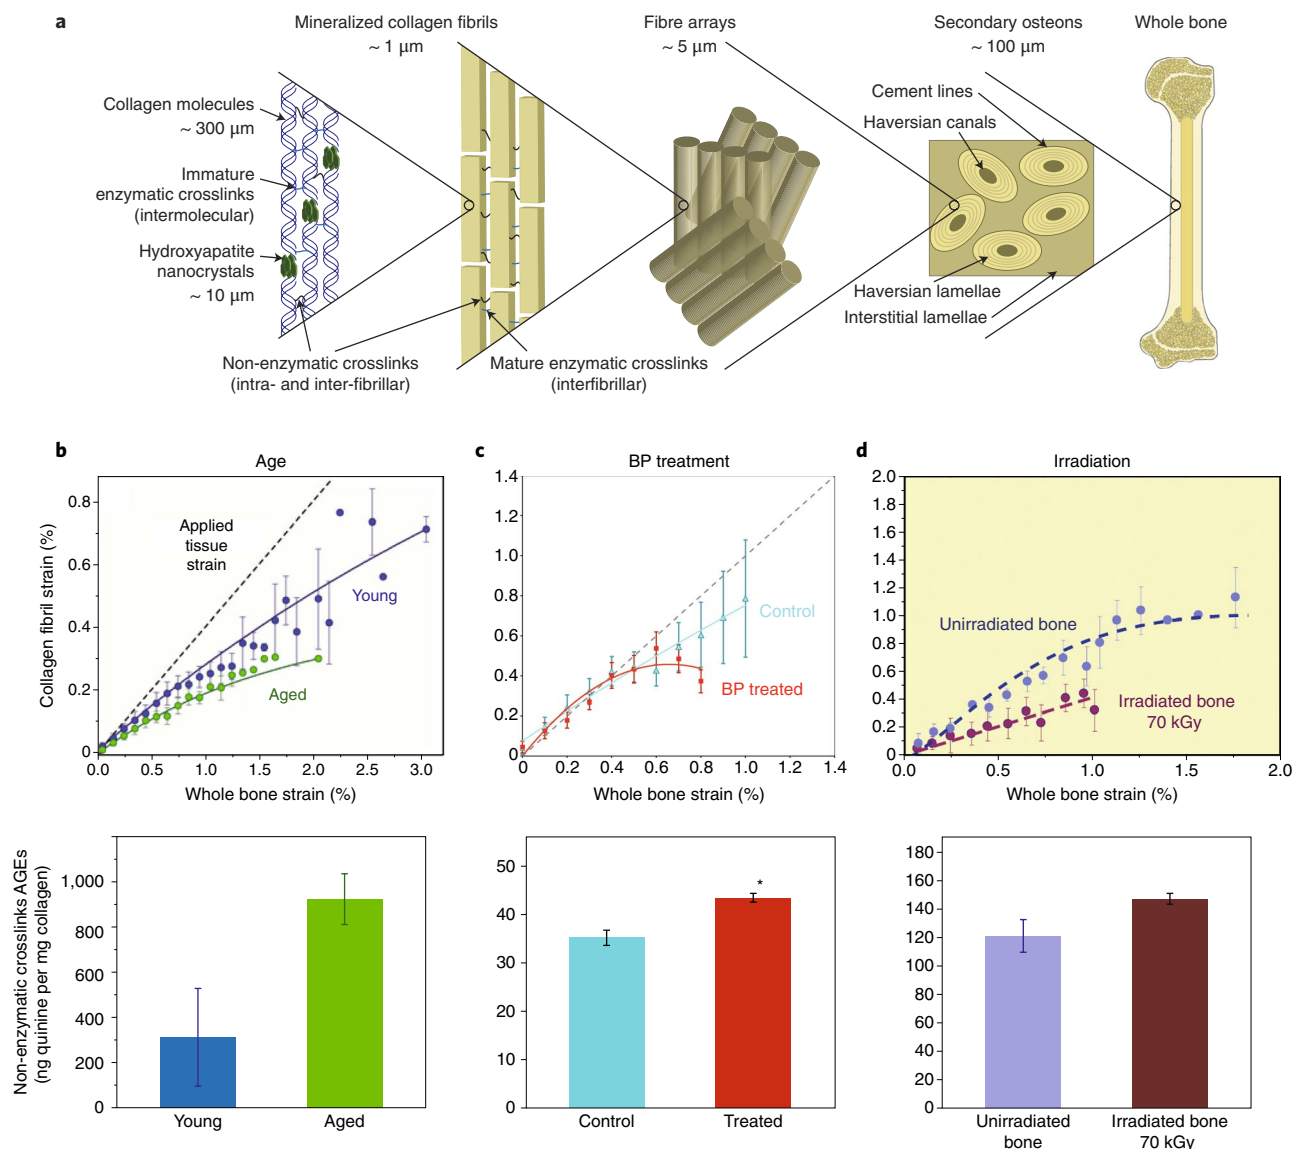 a
Mineralized collagen fibrils
~ 1 μm
Fibre arrays
~ 5 μm
Secondary osteons
~ 100 μm
Whole bone
Collagen molecules
~ 300 μm
Immature
enzymatic crosslinks
(intermolecular)
Hydroxyapatite
nanocrystals
~ 10 μm
Non-enzymatic crosslinks
(intra- and inter-fibrillar)
Mature enzymatic crosslinks
(interfibrillar)
Cement lines
Haversian canals
Haversian lamellae
Interstitial lamellae
b
Age
Collagen fibril strain (%)
0.8
0.6
0.4
0.2
0
Applied
tissue
strain
Young
Aged
0.0 0.5 1.0 1.5 2.0 2.5 3.0
Whole bone strain (%)
c
BP treatment
1.4
1.2
1.0
0.8
0.6
0.4
0.2
0
Control
BP treated
0 0.2 0.4 0.6 0.8 1.0 1.2 1.4
Whole bone strain (%)
d
Irradiation
2.0
1.8
1.6
1.4
1.2
1.0
0.8
0.6
0.4
0.2
0
Unirradiated bone
Irradiated bone
70 kGy
0.0 0.5 1.0 1.5 2.0
Whole bone strain (%)
Non-enzymatic crosslinks AGEs
(ng quinine per mg collagen)
1,000
800
600
400
200
0
Young Aged
50
40
30
20
10
0
*
Control Treated
180
160
140
120
100
80
60
40
20
0
Unirradiated
bone
Irradiated bone
70 kGy